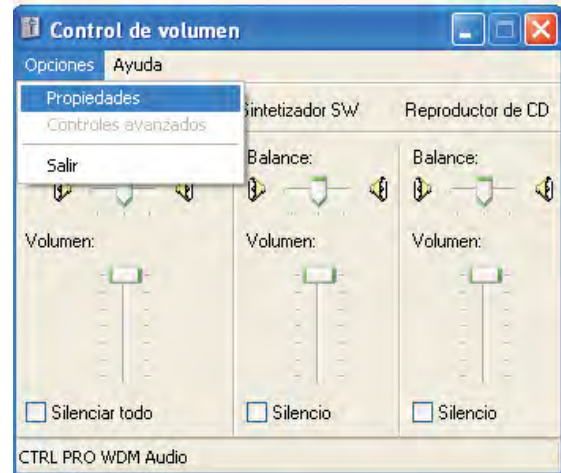 Control de volumen
Opciones Ayuda
Propiedades
Controles avanzados
Salir
Sintetizador SW
Reproductor de CD
Balance:
Balance:
Volumen:
Volumen:
Volumen:
Silenciar todo
Silencio
Silencio
CTRL PRO WDM Audio